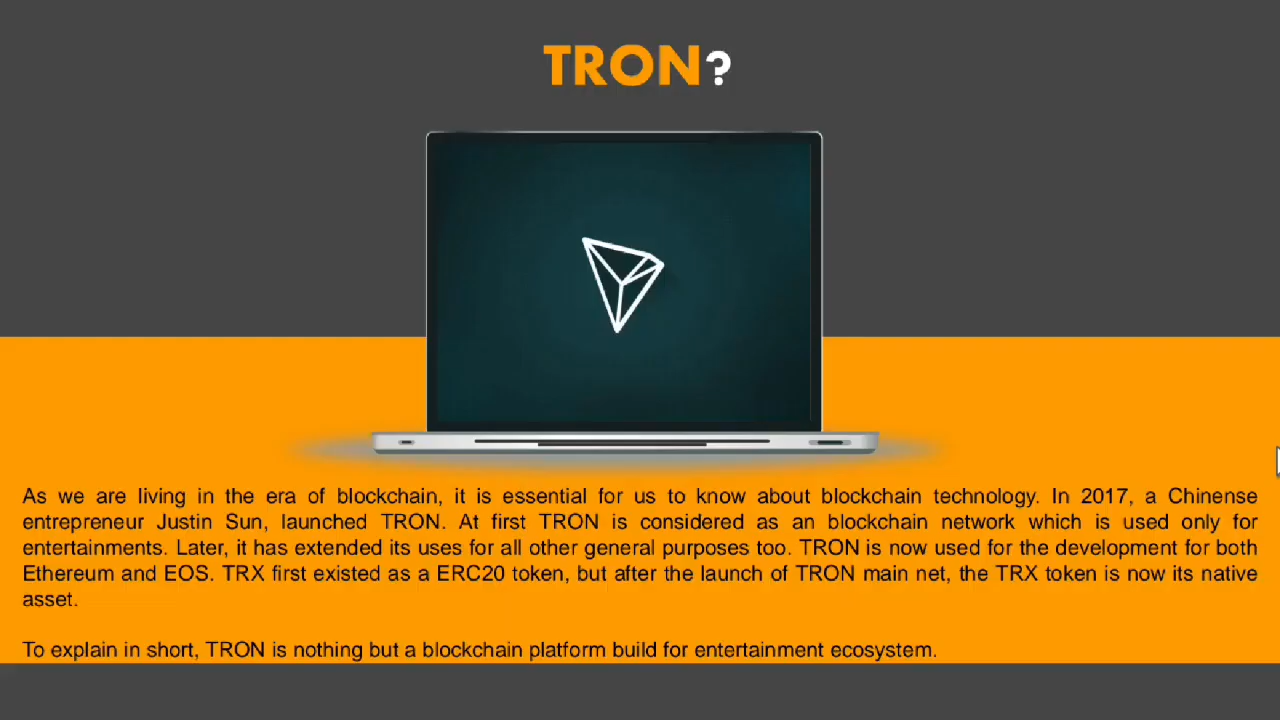 TRON?
As we are living in the era of blockchain, it is essential for us to know about blockchain technology. In 2017, a Chinense
entrepreneur Justin Sun, launched TRON. At first TRON is considered as an blockchain network which is used only for
entertainments. Later, it has extended its uses for all other general purposes too. TRON is now used for the development for both
Ethereum and EOS. TRX first existed as a ERC20 token, but after the launch of TRON main net, the TRX token is now its native
asset.
To explain in short, TRON is nothing but a blockchain platform build for entertainment ecosystem.